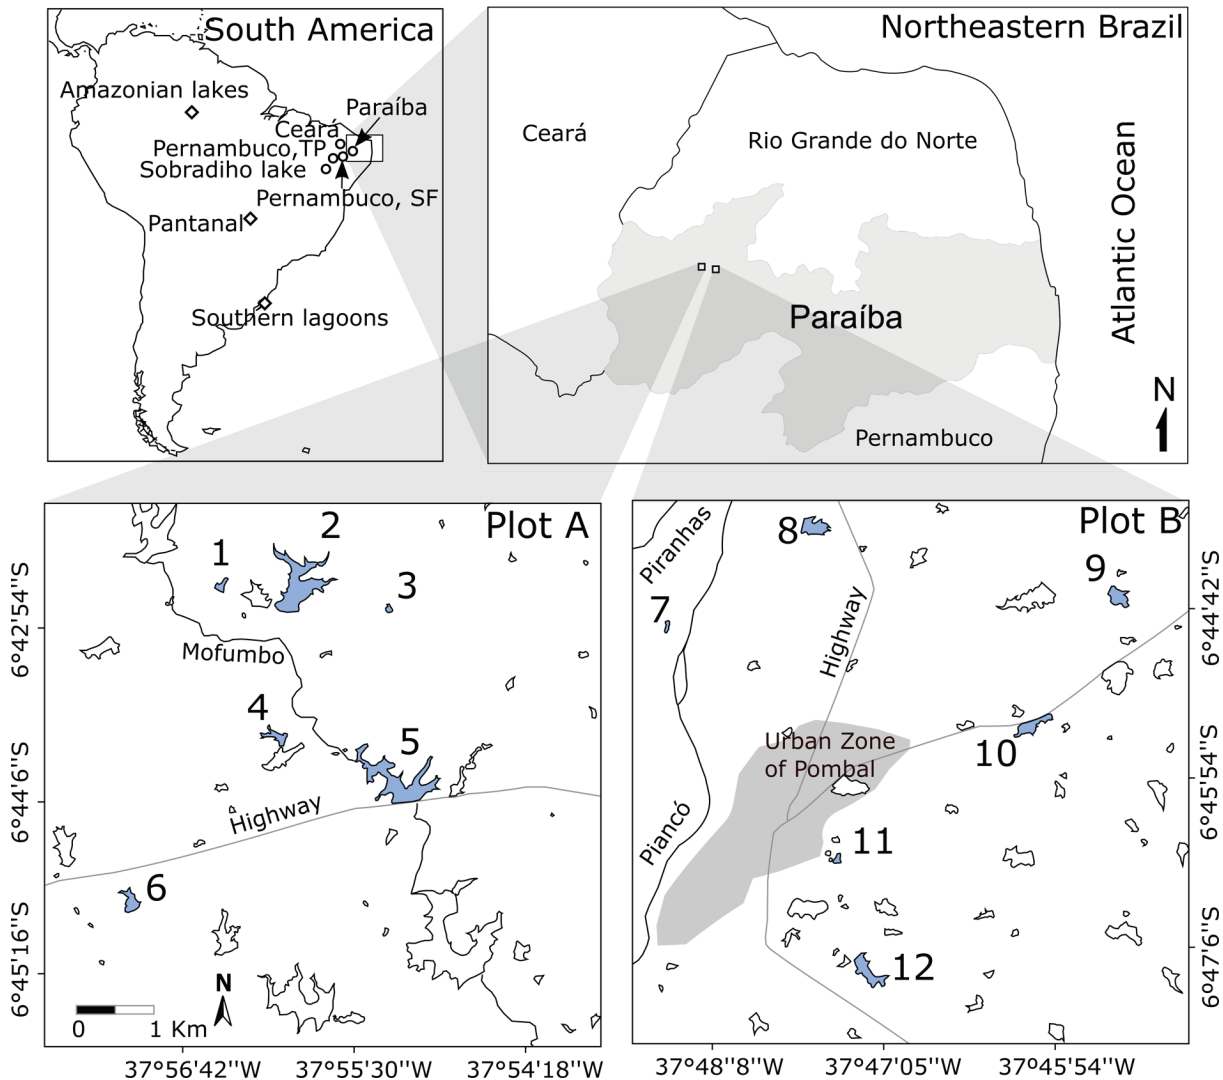 South America
Amazonian lakes
Paraíba
Ceará
Pernambuco,TP
Sobradiho lake
Pernambuco, SF
Pantanal
Southern lagoons
Northeastern Brazil
Ceará
Rio Grande do Norte
Atlantic Ocean
Paraíba
Pernambuco
N
Plot A
1
2
3
Mofumbo
4
5
Highway
6
N
0
1 Km
6°42'54''S
6°44'6''S
6°45'16''S
37°56'42''W
37°55'30''W
37°54'18''W
Plot B
Piranhas
8
9
7
Highway
Urban Zone
of Pombal
10
Piancó
11
12
6°44'42''S
6°45'54''S
6°47'6''S
37°48'8''W
37°47'05''W
37°45'54''W